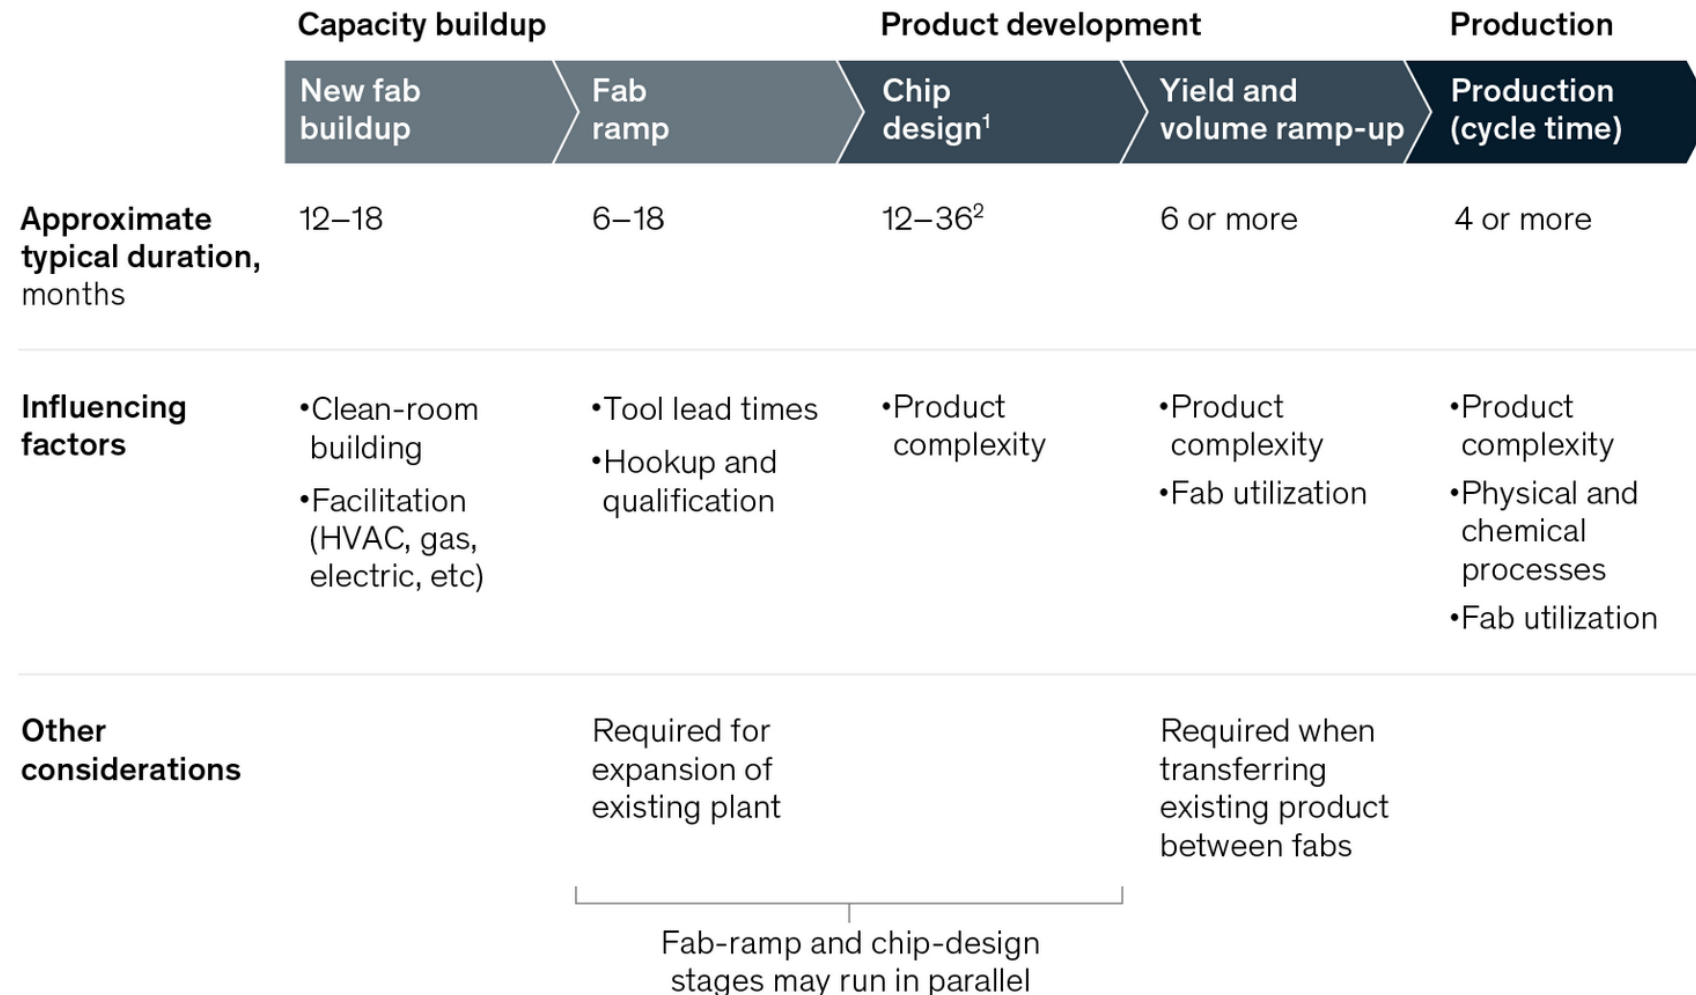 Capacity buildup
Product development
Production
New fab
buildup
Fab
ramp
Chip
design¹
Yield and
volume ramp-up
Production
(cycle time)
Approximate
typical duration,
months
12–18
6–18
12–36²
6 or more
4 or more
Influencing
factors
•Clean-room
building
•Facilitation
(HVAC, gas,
electric, etc)
•Tool lead times
•Hookup and
qualification
•Product
complexity
•Product
complexity
•Fab utilization
•Product
complexity
•Physical and
chemical
processes
•Fab utilization
Other
considerations
Required for
expansion of
existing plant
Required when
transferring
existing product
between fabs
Fab-ramp and chip-design
stages may run in parallel